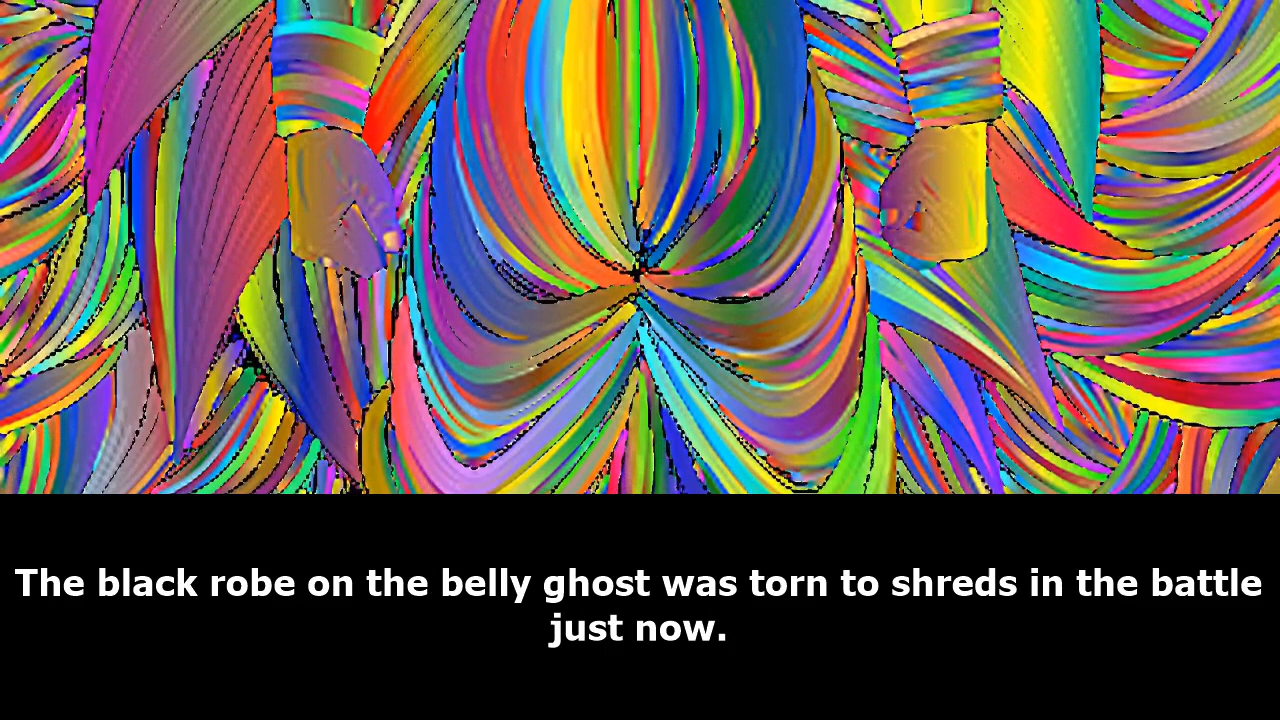 The black robe on the belly ghost was torn to shreds in the battle
just now.